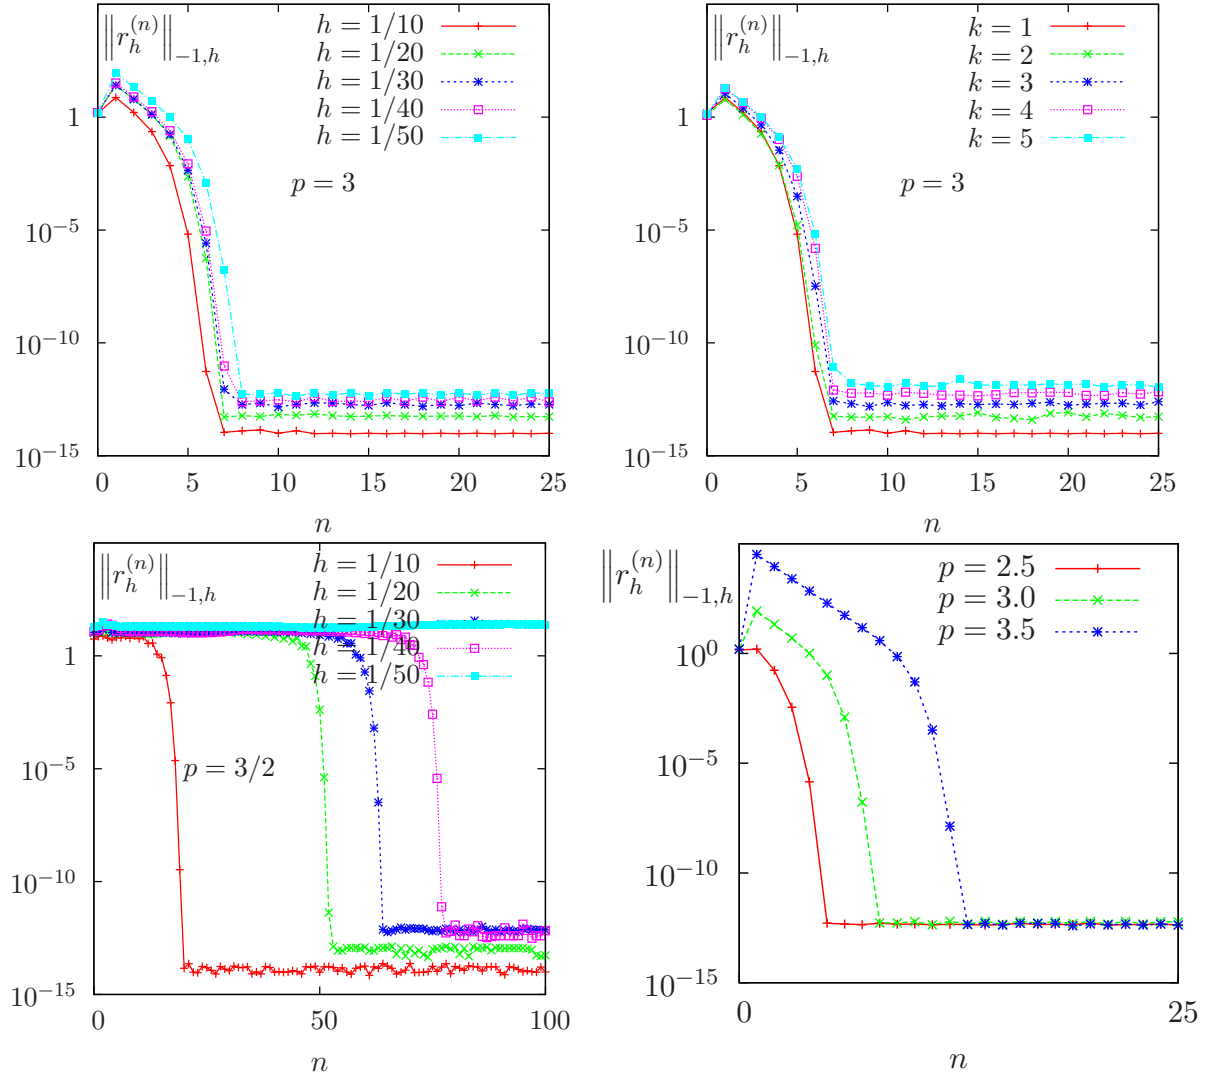 ‖r_h^(n)‖_−1,h
h = 1/10
h = 1/20
h = 1/30
h = 1/40
h = 1/50
p = 3
1
10^−5
10^−10
10^−15
0 5 10 15 20 25
n
‖r_h^(n)‖_−1,h
k = 1
k = 2
k = 3
k = 4
k = 5
p = 3
1
10^−5
10^−10
10^−15
0 5 10 15 20 25
n
‖r_h^(n)‖_−1,h
h = 1/10
h = 1/20
h = 1/30
h = 1/40
h = 1/50
p = 3/2
1
10^−5
10^−10
10^−15
0 50 100
n
‖r_h^(n)‖_−1,h
p = 2.5
p = 3.0
p = 3.5
10^0
10^−5
10^−10
10^−15
0 25
n